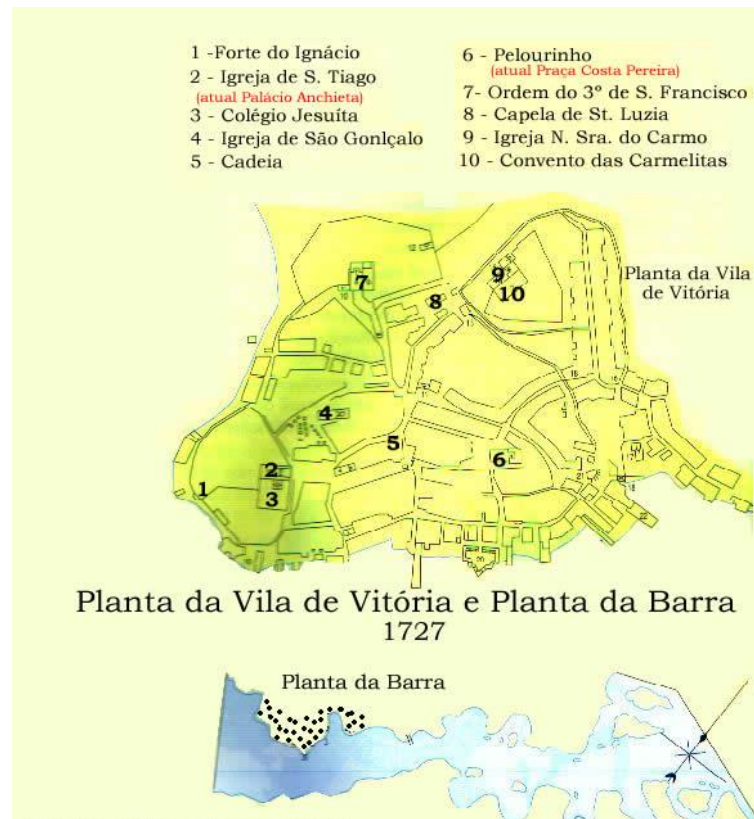 1 -Forte do Ignácio
2 - Igreja de S. Tiago
(atual Palácio Anchieta)
3 - Colégio Jesuíta
4 - Igreja de São Gonlçalo
5 - Cadeia
6 - Pelourinho
(atual Praça Costa Pereira)
7- Ordem do 3º de S. Francisco
8 - Capela de St. Luzia
9 - Igreja N. Sra. do Carmo
10 - Convento das Carmelitas
Planta da Vila
de Vitória
7
9
10
8
4
5
6
2
1
3
Planta da Vila de Vitória e Planta da Barra
1727
Planta da Barra